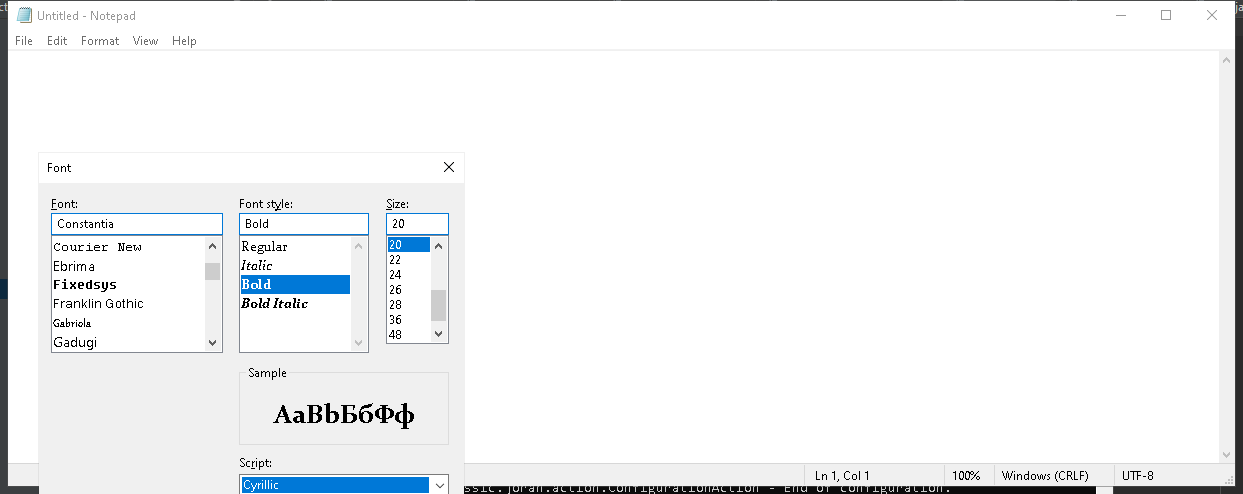 Untitled - Notepad
File Edit Format View Help
Font
Font: Font style: Size:
Constantia Bold 20
Courier New
Ebrima
Fixedsys
Franklin Gothic
Gabriola
Gadugi
Regular
Italic
Bold
Bold Italic
20
22
24
26
28
36
48
Sample
AaBbБбФф
Script:
Cyrillic
Ln 1, Col 1 100% Windows (CRLF) UTF-8
ssic.joran.action.ConfigurationAction - End of configuration.